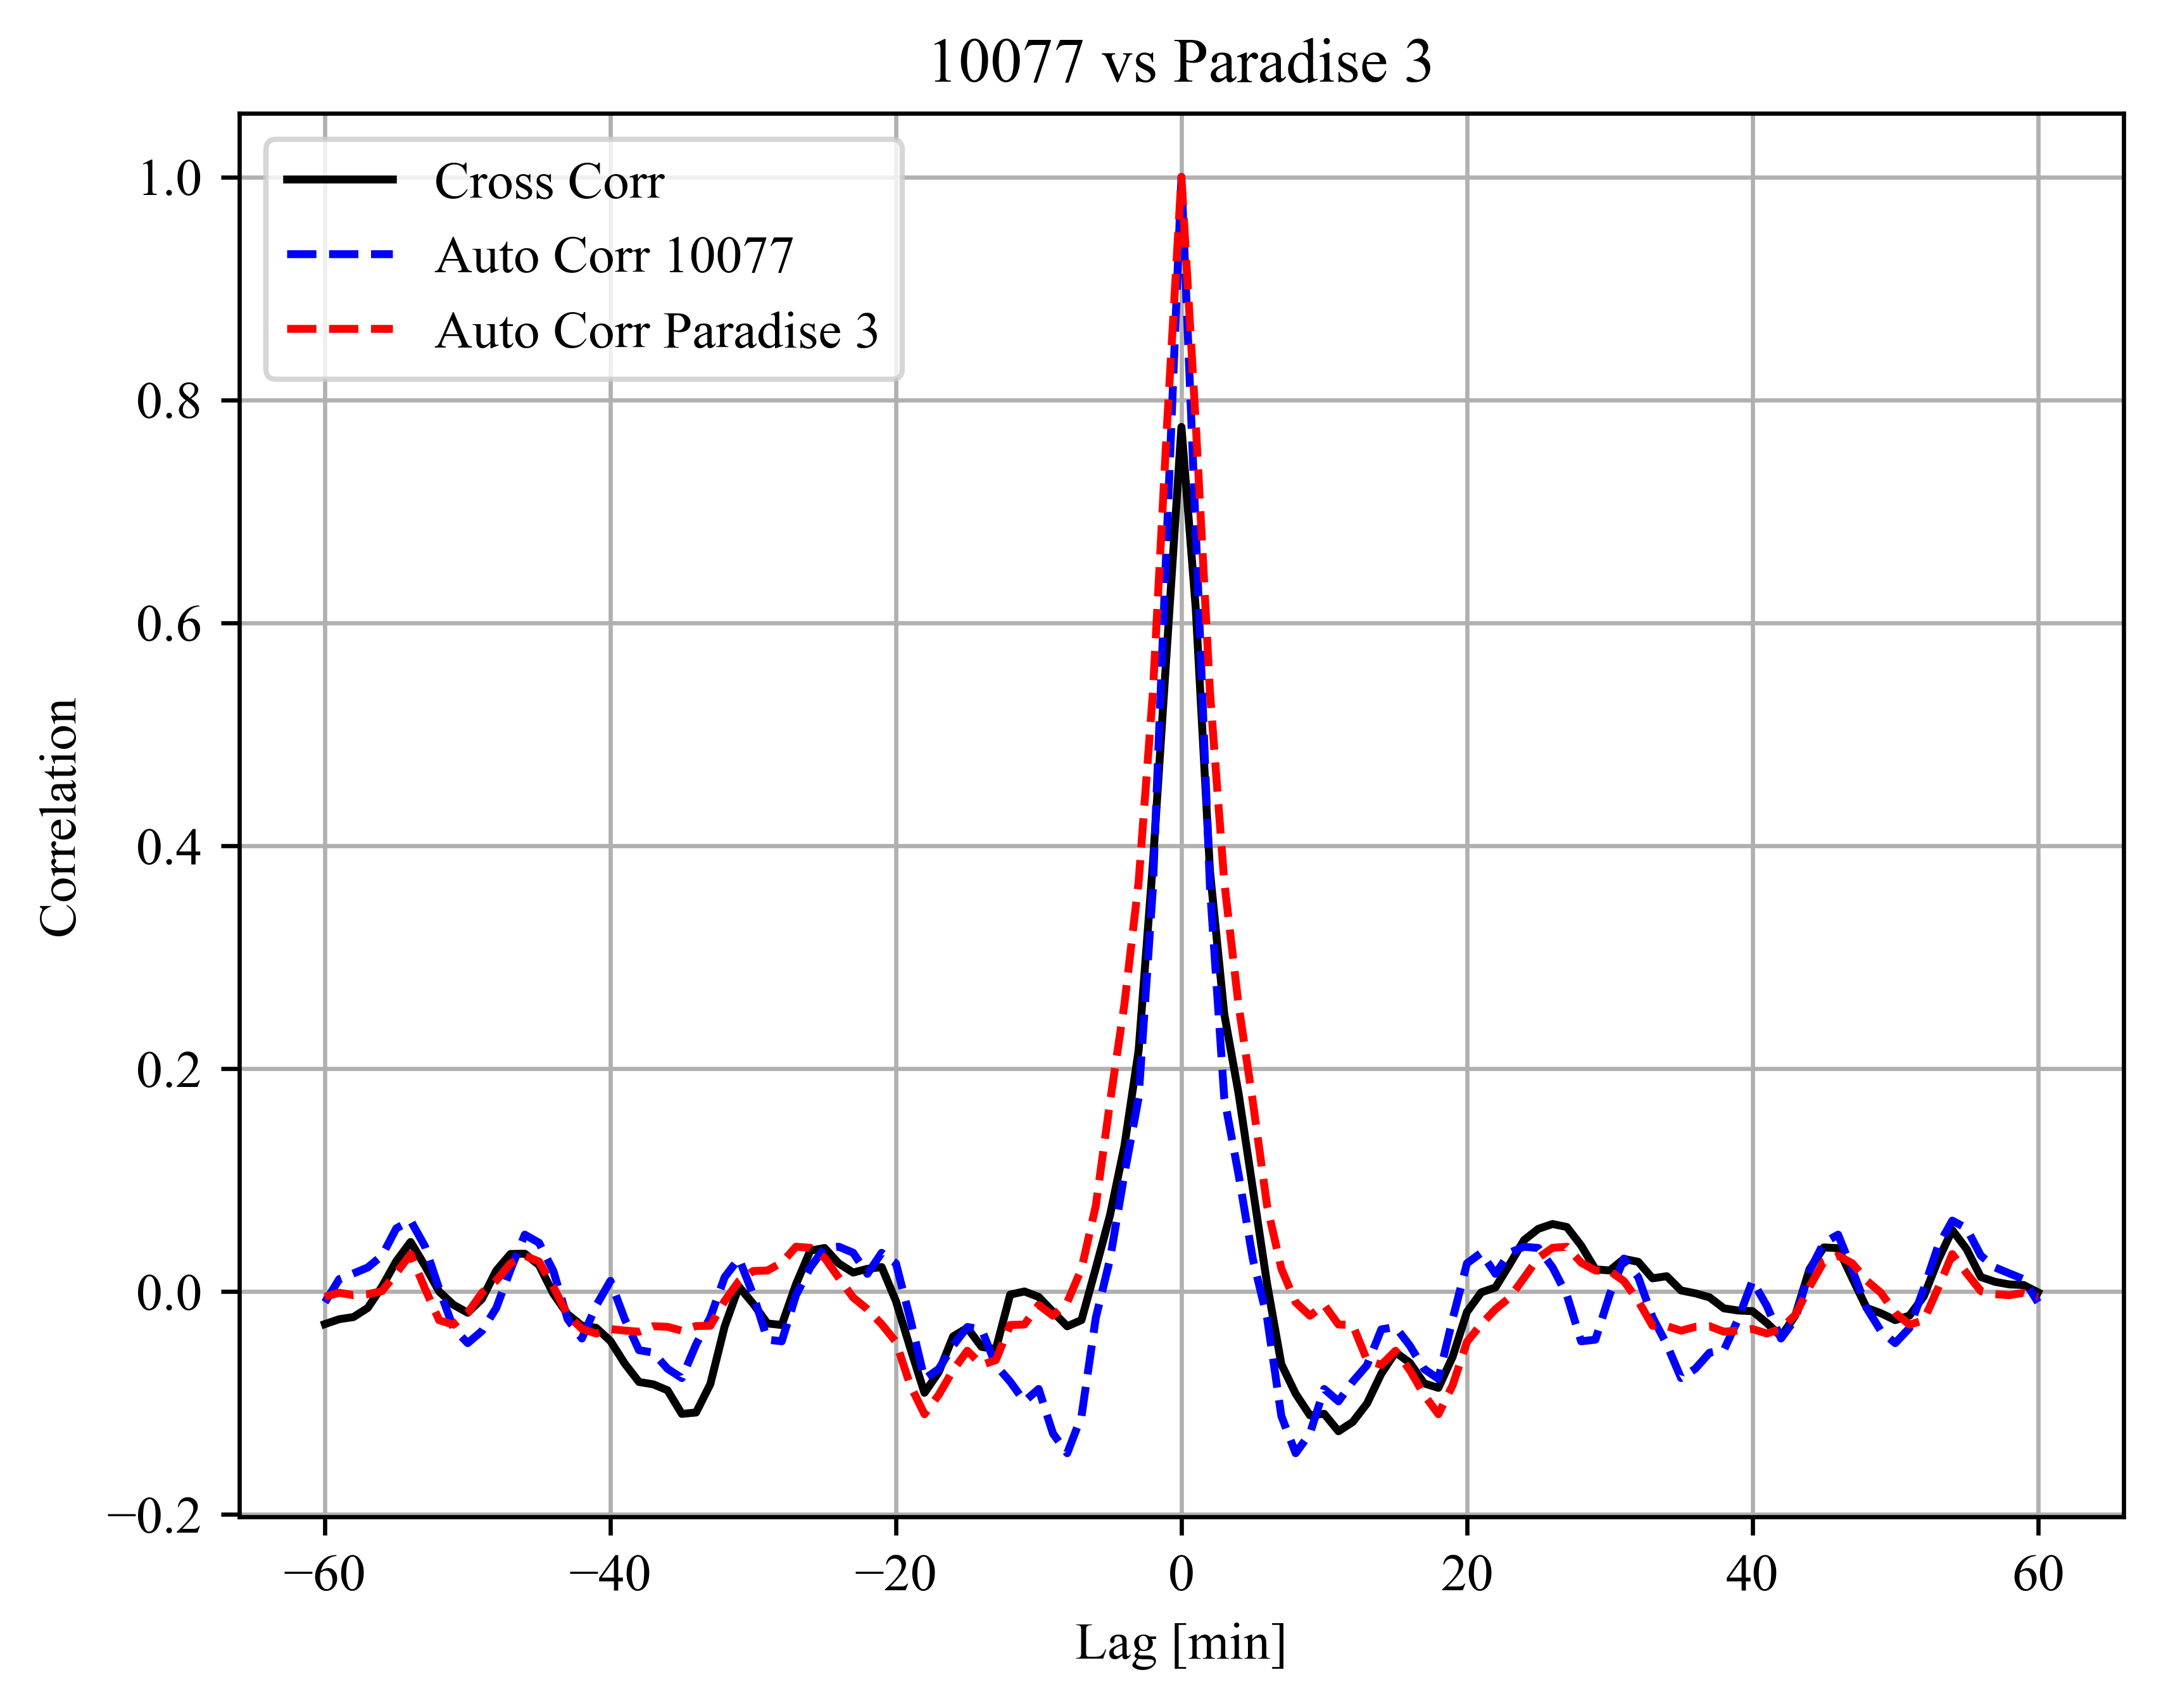 10077 vs Paradise 3
Cross Corr
Auto Corr 10077
Auto Corr Paradise 3
1.0
0.8
0.6
0.4
0.2
0.0
−0.2
Correlation
−60 −40 −20 0 20 40 60
Lag [min]